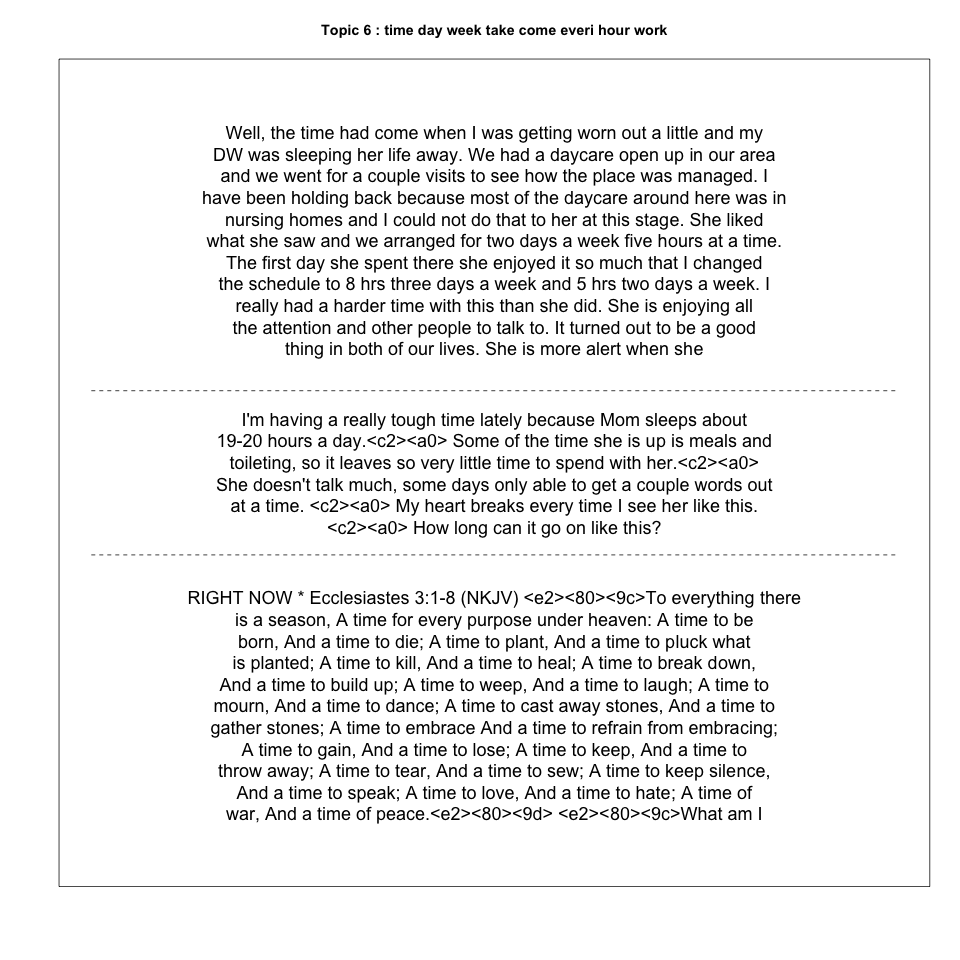 Topic 6 : time day week take come everi hour work
Well, the time had come when I was getting worn out a little and my
DW was sleeping her life away. We had a daycare open up in our area
and we went for a couple visits to see how the place was managed. I
have been holding back because most of the daycare around here was in
nursing homes and I could not do that to her at this stage. She liked
what she saw and we arranged for two days a week five hours at a time.
The first day she spent there she enjoyed it so much that I changed
the schedule to 8 hrs three days a week and 5 hrs two days a week. I
really had a harder time with this than she did. She is enjoying all
the attention and other people to talk to. It turned out to be a good
thing in both of our lives. She is more alert when she
I'm having a really tough time lately because Mom sleeps about
19-20 hours a day.<c2><a0> Some of the time she is up is meals and
toileting, so it leaves so very little time to spend with her.<c2><a0>
She doesn't talk much, some days only able to get a couple words out
at a time. <c2><a0> My heart breaks every time I see her like this.
<c2><a0> How long can it go on like this?
RIGHT NOW * Ecclesiastes 3:1-8 (NKJV) <e2><80><9c>To everything there
is a season, A time for every purpose under heaven: A time to be
born, And a time to die; A time to plant, And a time to pluck what
is planted; A time to kill, And a time to heal; A time to break down,
And a time to build up; A time to weep, And a time to laugh; A time to
mourn, And a time to dance; A time to cast away stones, And a time to
gather stones; A time to embrace And a time to refrain from embracing;
A time to gain, And a time to lose; A time to keep, And a time to
throw away; A time to tear, And a time to sew; A time to keep silence,
And a time to speak; A time to love, And a time to hate; A time of
war, And a time of peace.<e2><80><9d> <e2><80><9c>What am I